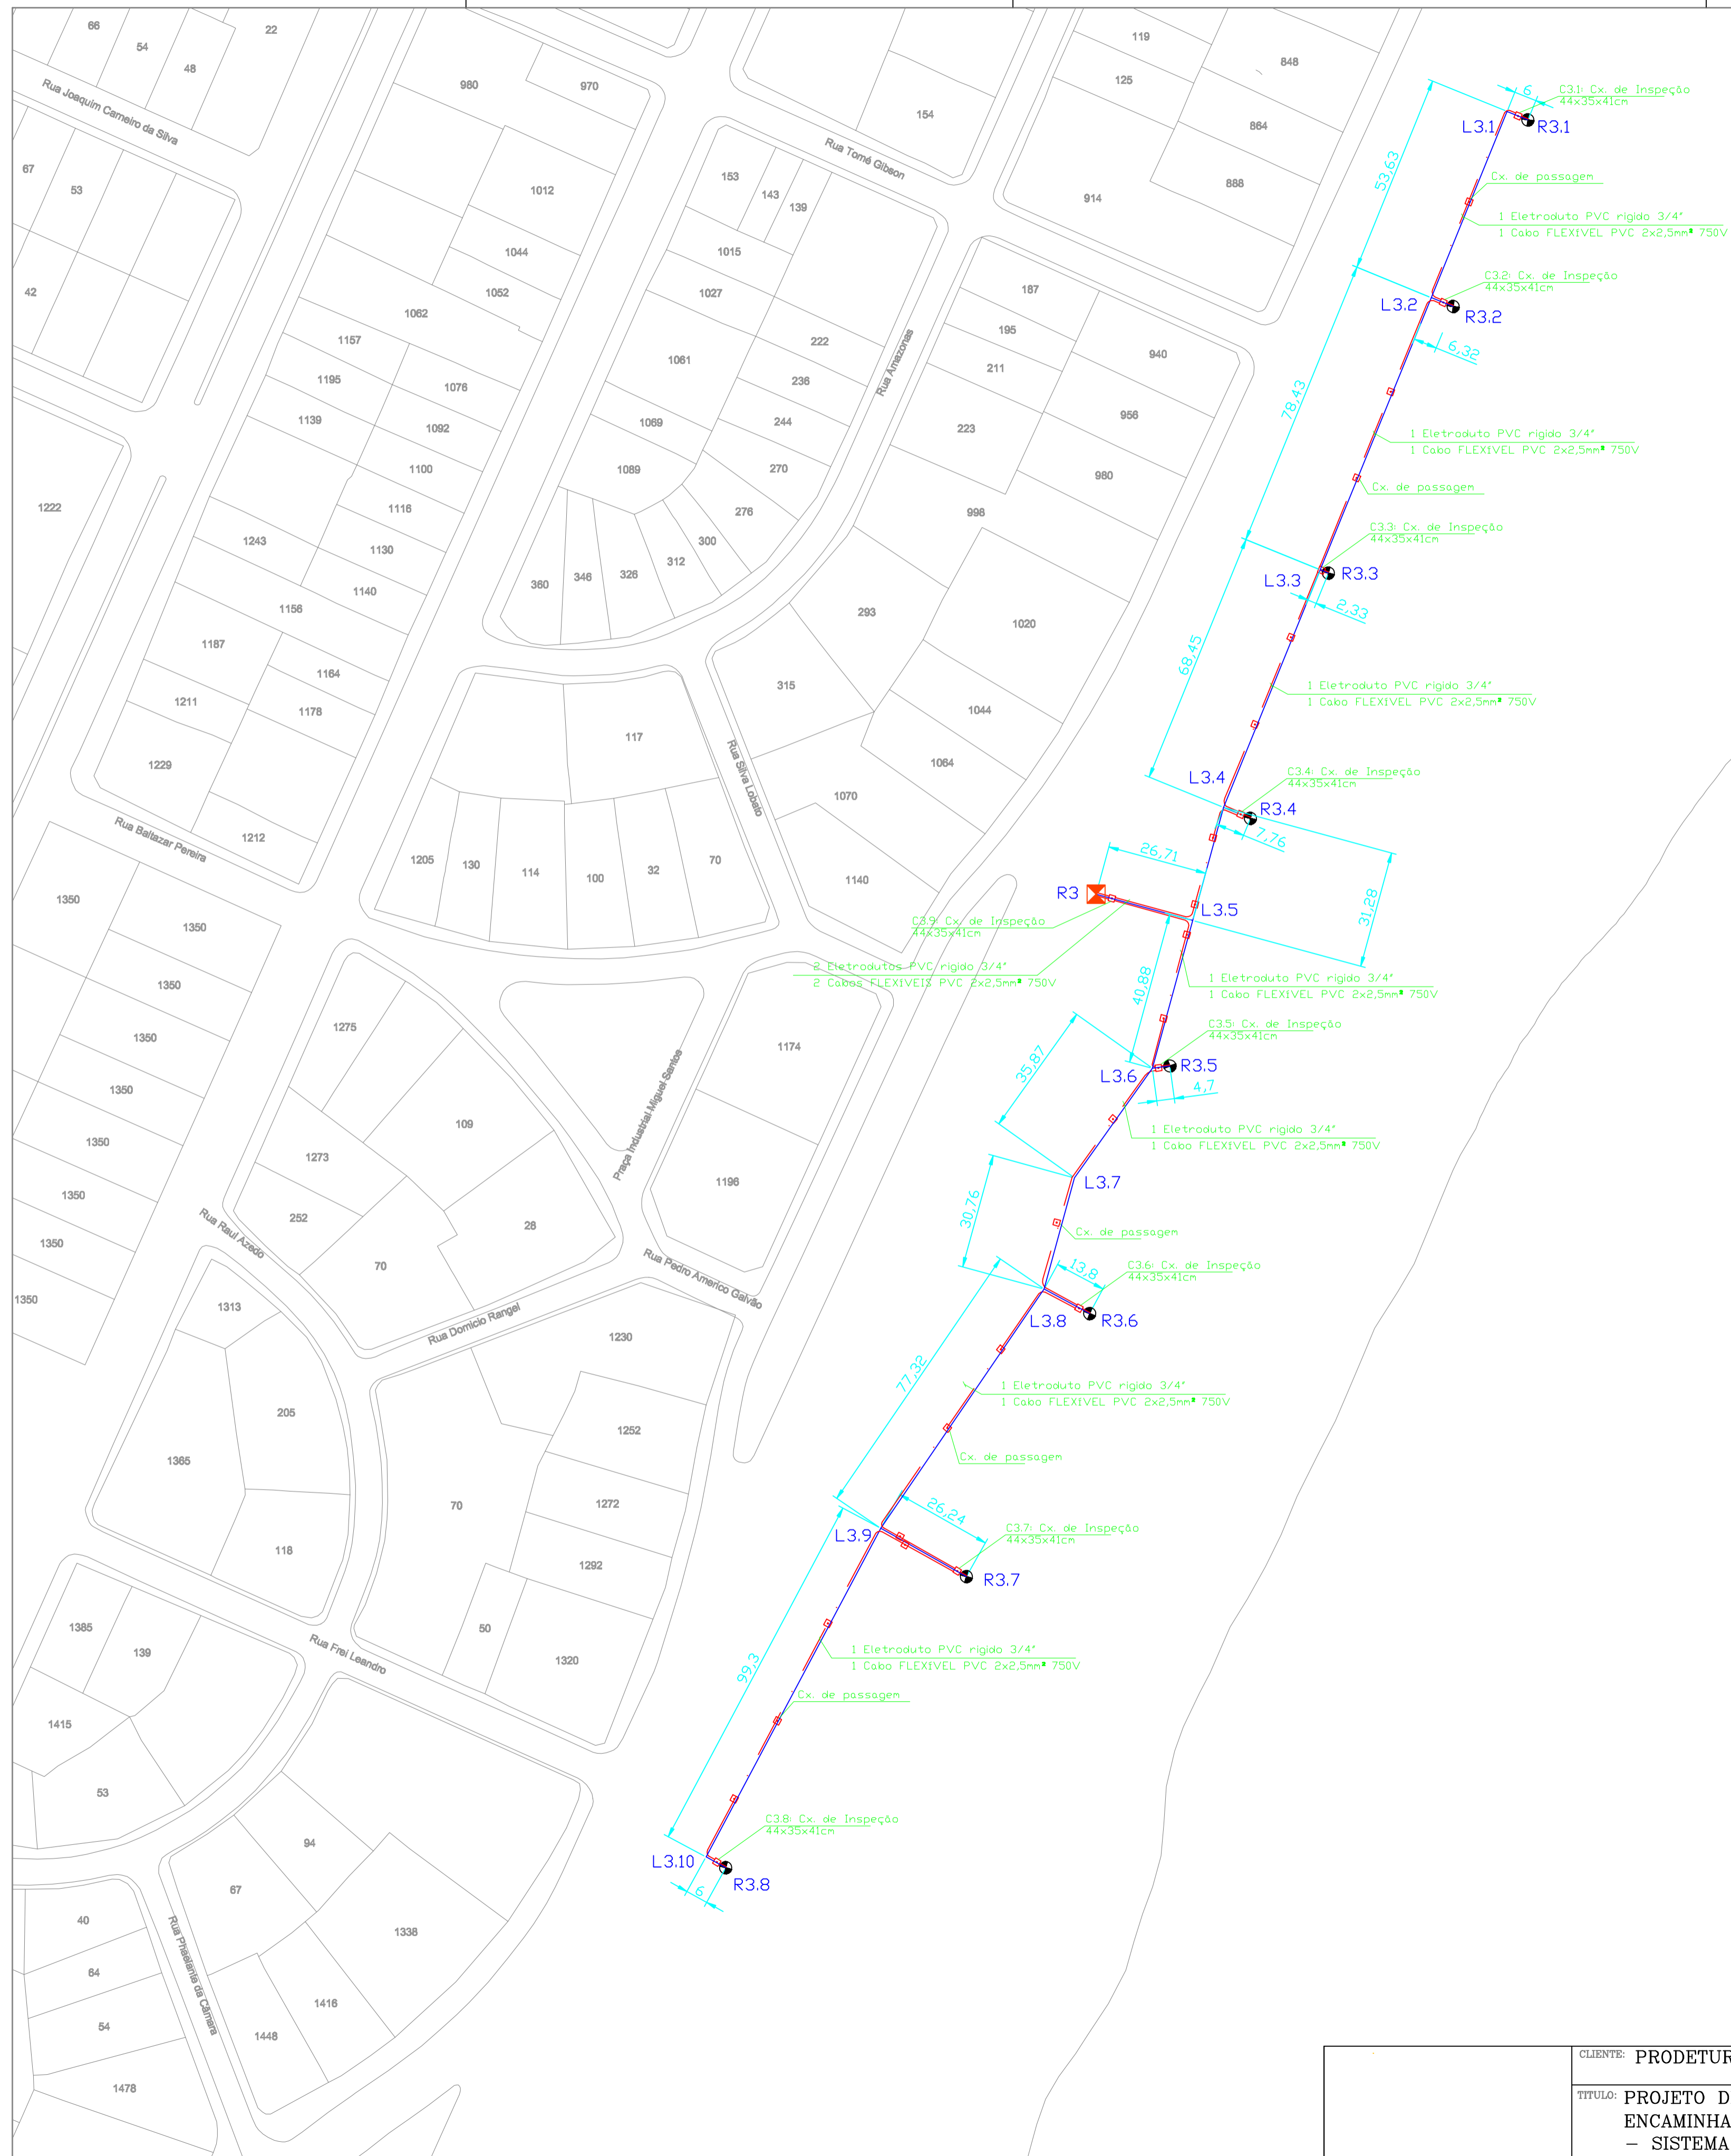 66
54
48
22
Rua Joaquim Carneiro da Silva
67
53
42
1222
980
970
1012
1044
1052
1062
1157
1195
1139
1076
1092
1100
1116
1130
1140
1243
1156
1187
1164
1178
1211
1229
1212
Rua Baltazar Pereira
154
Rua Tomé Gibson
153
143
139
1015
1027
1061
1069
1089
222
236
244
270
276
300
312
326
346
360
Rua Amazonas
119
125
848
864
888
914
187
195
211
223
940
956
980
998
293
315
1020
1044
1064
1070
1140
Rua Silva Lobato
117
1205
130
114
100
32
70
1350
1350
1350
1350
1350
1350
1350
1350
1350
1275
109
1273
252
28
70
Rua Raul Azedo
Praça Industrial Miguel Santos
1174
1196
Rua Pedro Americo Galvão
Rua Domicio Rangel
1313
205
1365
118
1230
1252
1272
1292
1320
70
50
Rua Frei Leandro
1385
139
1415
53
94
67
1338
1416
1448
40
64
54
1478
Rua Phaelante da Câmara
C3.1: Cx. de Inspeção
44x35x41cm
6
L3.1
R3.1
53,63
Cx. de passagem
1 Eletroduto PVC rigido 3/4"
1 Cabo FLEXÍVEL PVC 2x2,5mm² 750V
C3.2: Cx. de Inspeção
44x35x41cm
L3.2
R3.2
6,32
78,43
1 Eletroduto PVC rigido 3/4"
1 Cabo FLEXÍVEL PVC 2x2,5mm² 750V
Cx. de passagem
C3.3: Cx. de Inspeção
44x35x41cm
L3.3
R3.3
2,33
68,45
1 Eletroduto PVC rigido 3/4"
1 Cabo FLEXÍVEL PVC 2x2,5mm² 750V
L3.4
C3.4: Cx. de Inspeção
44x35x41cm
R3.4
7,76
26,71
R3
L3.5
31,28
C3.9: Cx. de Inspeção
44x35x41cm
2 Eletrodutos PVC rigido 3/4"
2 Cabos FLEXÍVEIS PVC 2x2,5mm² 750V
40,88
1 Eletroduto PVC rigido 3/4"
1 Cabo FLEXÍVEL PVC 2x2,5mm² 750V
C3.5: Cx. de Inspeção
44x35x41cm
35,87
L3.6
R3.5
4,7
1 Eletroduto PVC rigido 3/4"
1 Cabo FLEXÍVEL PVC 2x2,5mm² 750V
L3.7
30,76
Cx. de passagem
13,8
C3.6: Cx. de Inspeção
44x35x41cm
L3.8
R3.6
77,32
1 Eletroduto PVC rigido 3/4"
1 Cabo FLEXÍVEL PVC 2x2,5mm² 750V
Cx. de passagem
26,24
L3.9
C3.7: Cx. de Inspeção
44x35x41cm
R3.7
99,3
1 Eletroduto PVC rigido 3/4"
1 Cabo FLEXÍVEL PVC 2x2,5mm² 750V
Cx. de passagem
C3.8: Cx. de Inspeção
44x35x41cm
L3.10
R3.8
6
CLIENTE: PRODETUR
TITULO: PROJETO D
ENCAMINHA
– SISTEMA